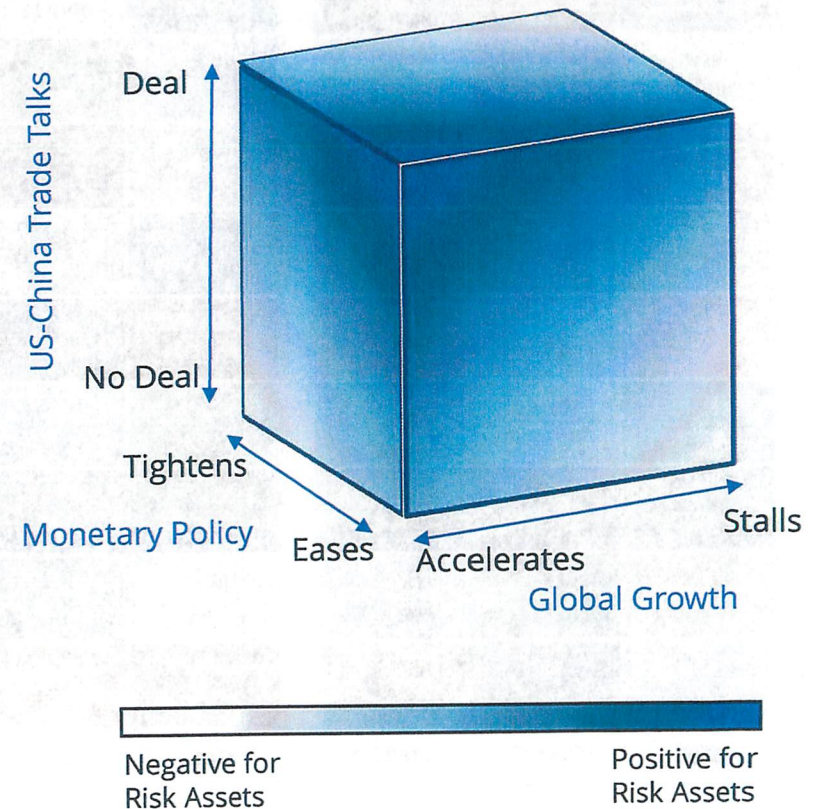 US-China Trade Talks
Deal
No Deal
Tightens
Monetary Policy
Eases
Accelerates
Stalls
Global Growth
Negative for
Risk Assets
Positive for
Risk Assets